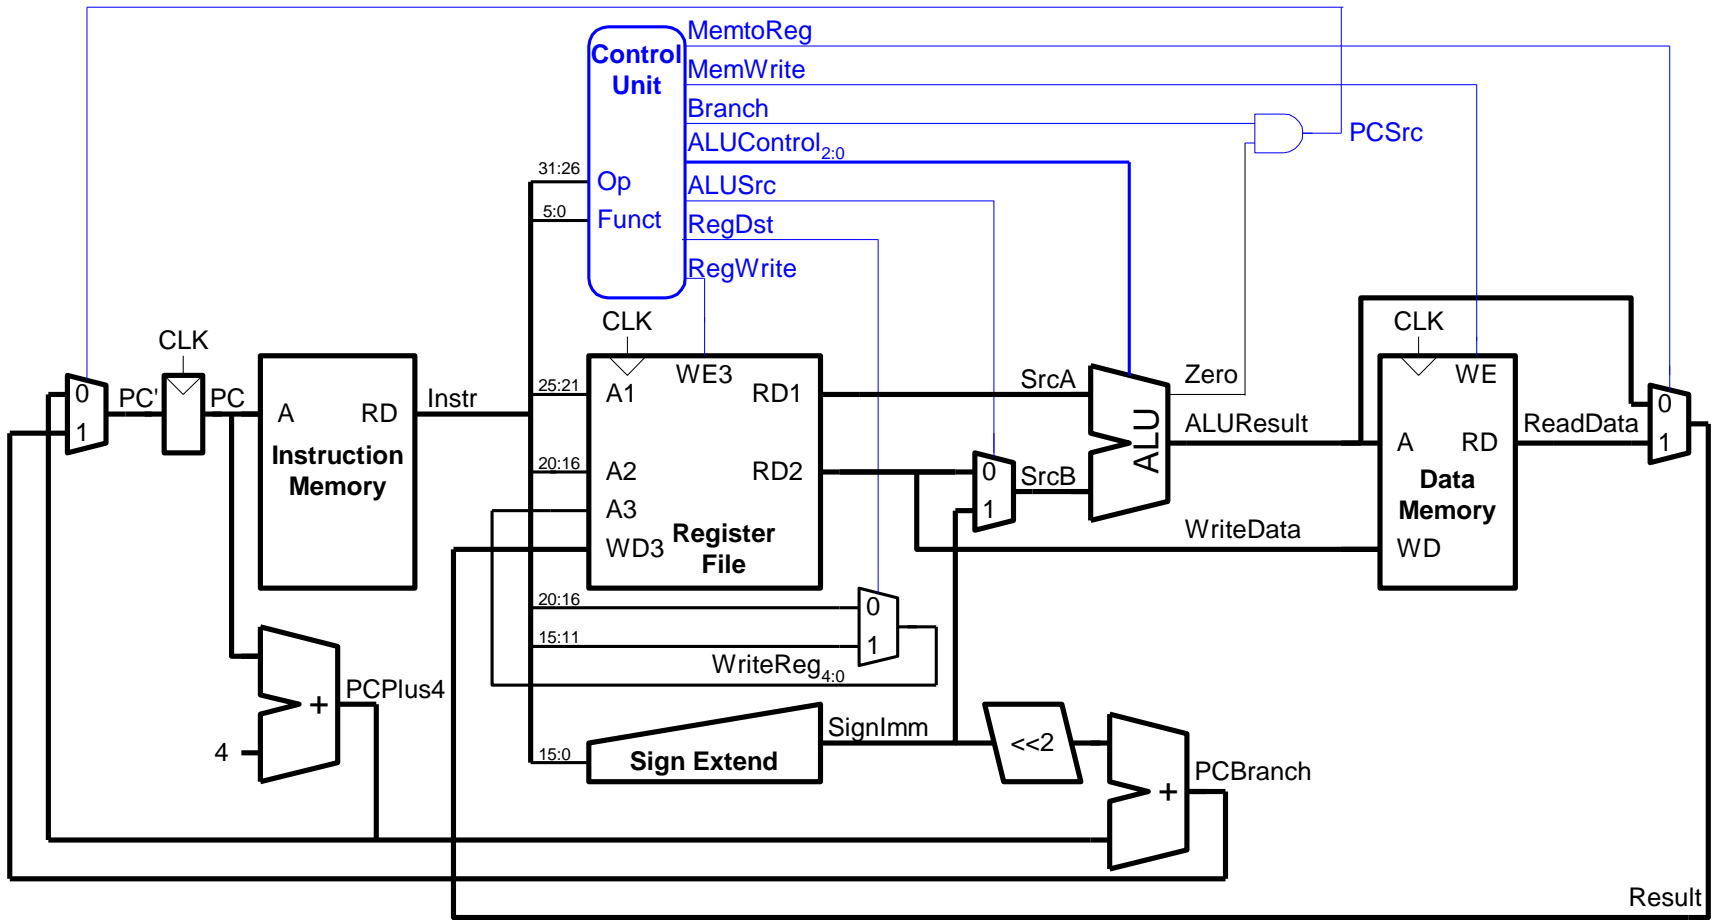 MemtoReg
Control
Unit
MemWrite
Branch
ALUControl2:0
PCSrc
31:26
Op
ALUSrc
5:0
Funct
RegDst
RegWrite
CLK
CLK
CLK
0
1
PC'
PC
A
RD
Instruction
Memory
Instr
25:21
A1
WE3
RD1
20:16
A2
RD2
A3
WD3
Register
File
SrcA
0
1
SrcB
ALU
Zero
ALUResult
WriteData
WE
A
RD
Data
Memory
WD
ReadData
0
1
20:16
0
15:11
1
WriteReg4:0
PCPlus4
+
4
15:0
Sign Extend
SignImm
<<2
+
PCBranch
Result